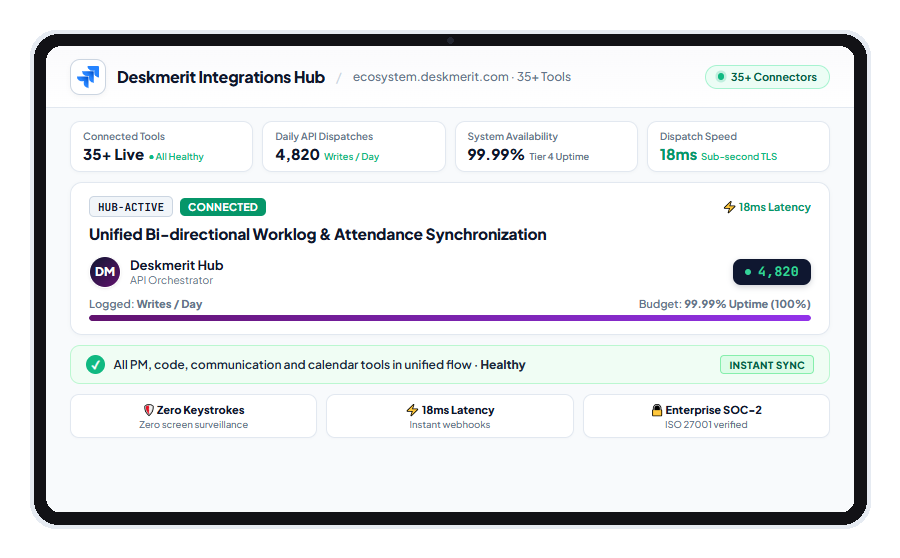 Deskmerit Integrations Hub / ecosystem.deskmerit.com · 35+ Tools
35+ Connectors
Connected Tools
35+ Live All Healthy
Daily API Dispatches
4,820 Writes / Day
System Availability
99.99% Tier 4 Uptime
Dispatch Speed
18ms Sub-second TLS
HUB-ACTIVE CONNECTED
⚡ 18ms Latency
Unified Bi-directional Worklog & Attendance Synchronization
DM
Deskmerit Hub
API Orchestrator
4,820
Logged: Writes / Day
Budget: 99.99% Uptime (100%)
All PM, code, communication and calendar tools in unified flow · Healthy
INSTANT SYNC
Zero Keystrokes
Zero screen surveillance
⚡ 18ms Latency
Instant webhooks
Enterprise SOC-2
ISO 27001 verified